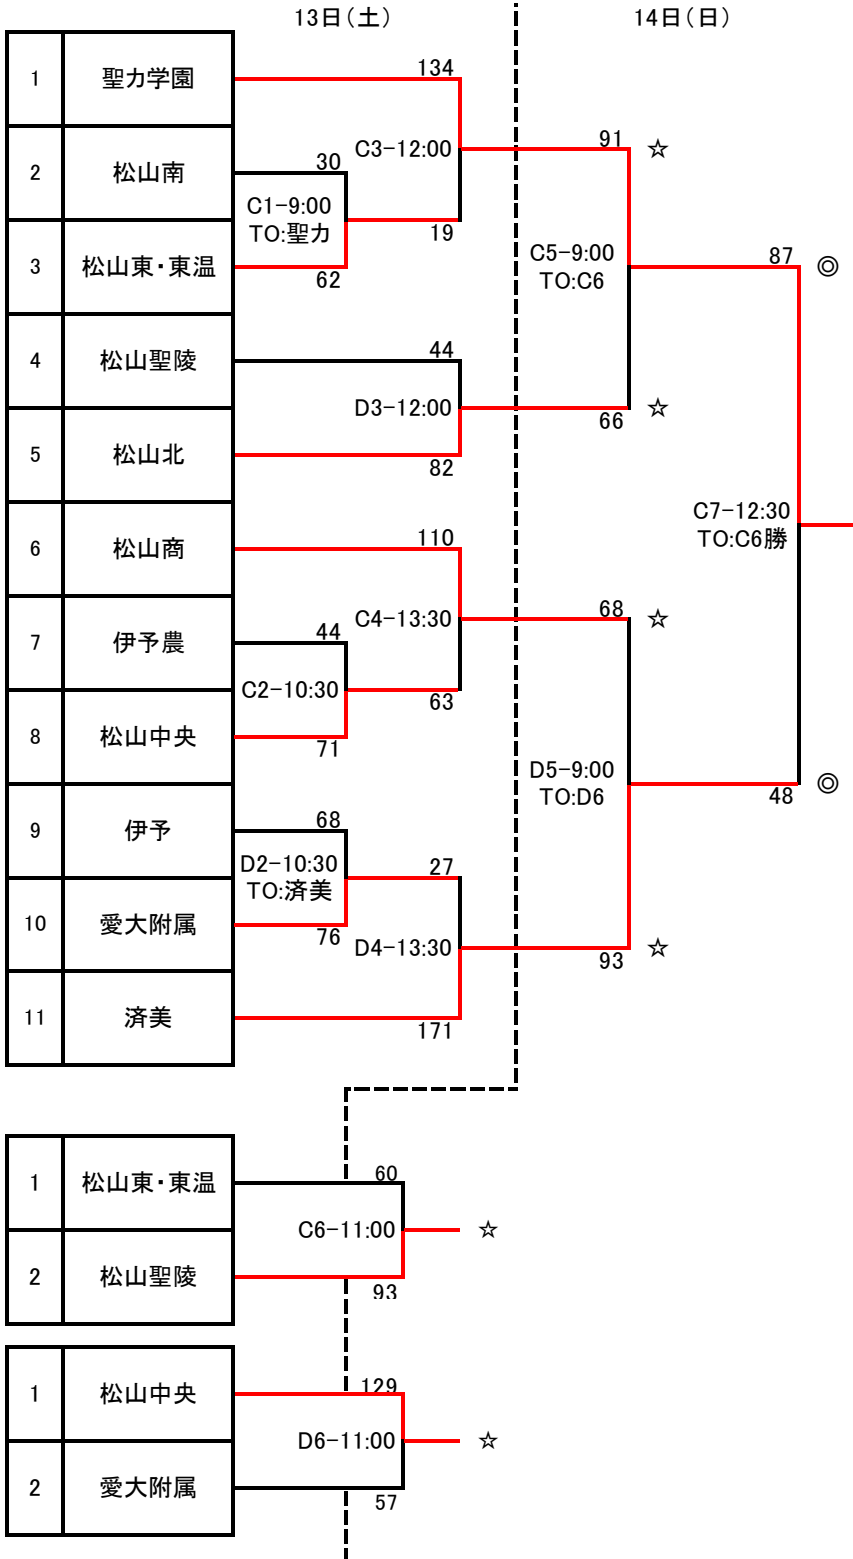 13日（土）
14日（日）
1
聖カ学園
134
C3-12:00
91
☆
2
松山南
30
C1-9:00
TO:聖カ
19
3
松山東・東温
62
C5-9:00
TO:C6
87
◎
4
松山聖陵
44
D3-12:00
66
☆
5
松山北
82
C7-12:30
TO:C6勝
6
松山商
110
C4-13:30
68
☆
7
伊予農
44
C2-10:30
63
8
松山中央
71
D5-9:00
TO:D6
48
◎
9
伊予
68
D2-10:30
TO:済美
27
10
愛大附属
76
D4-13:30
93
☆
11
済美
171
1
松山東・東温
60
C6-11:00
☆
2
松山聖陵
93
1
松山中央
129
D6-11:00
☆
2
愛大附属
57